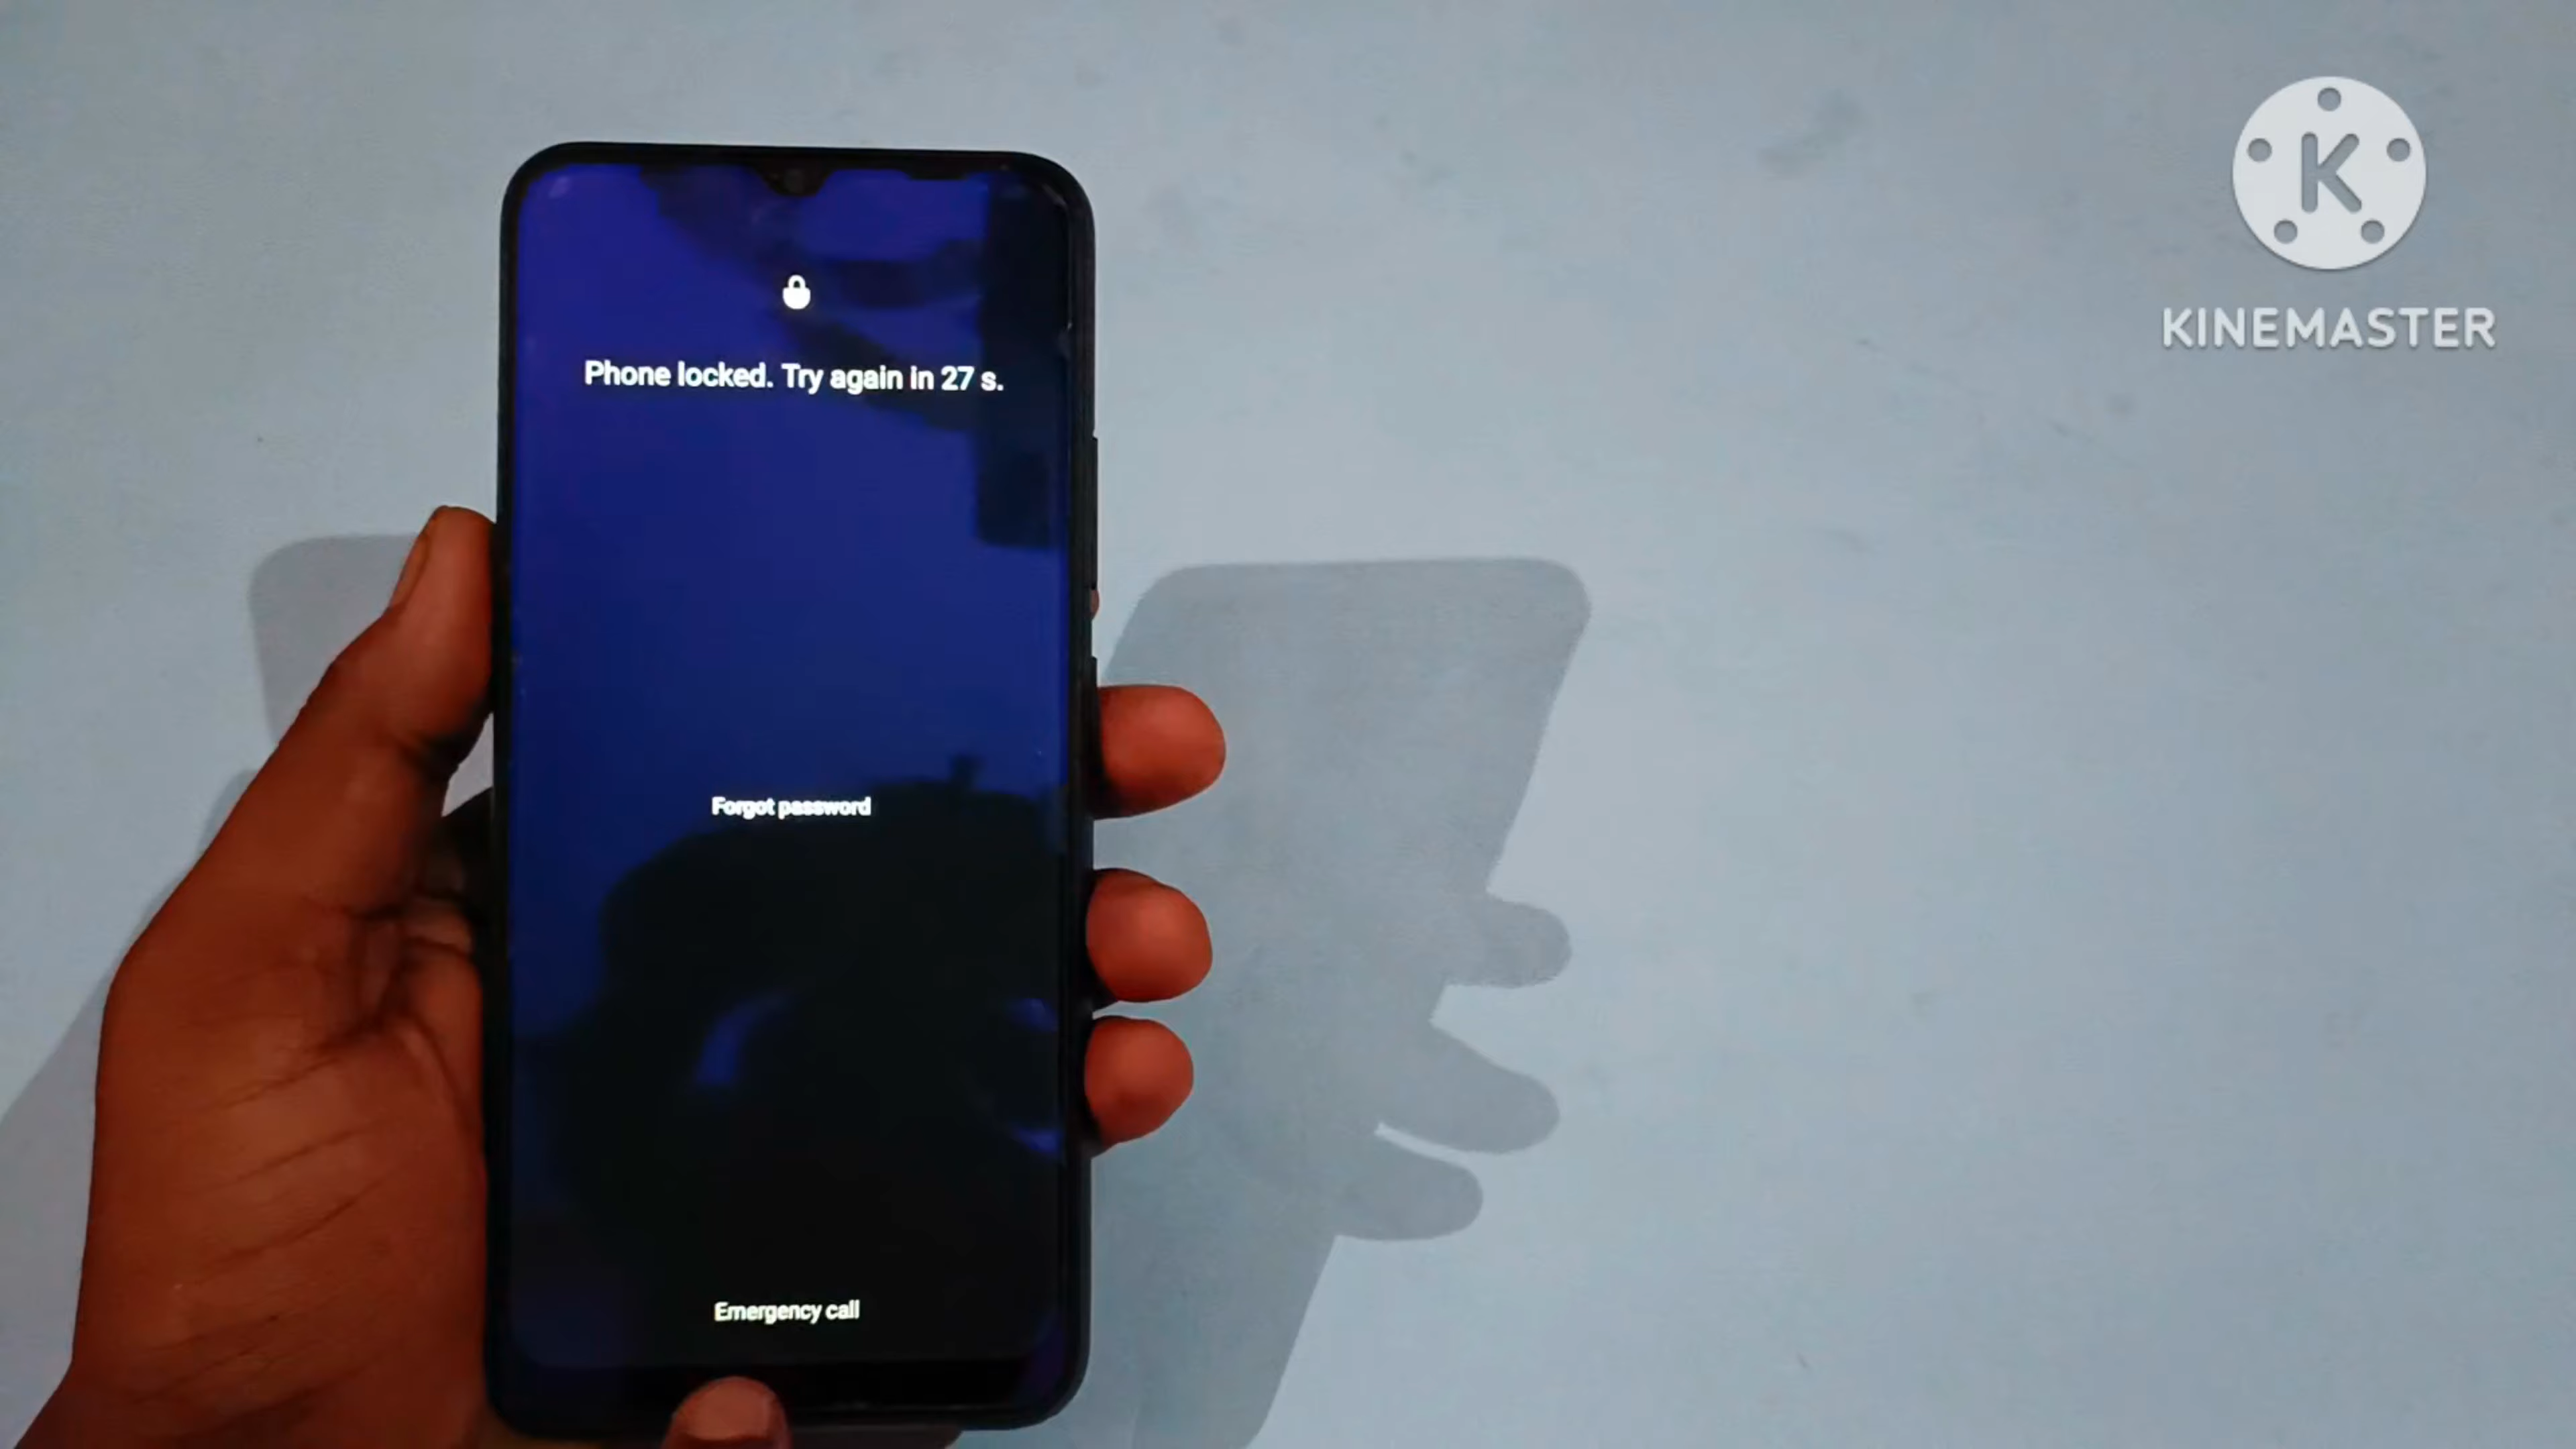 Phone locked. Try again in 27 s.
Forgot password
Emergency call
K
KINEMASTER